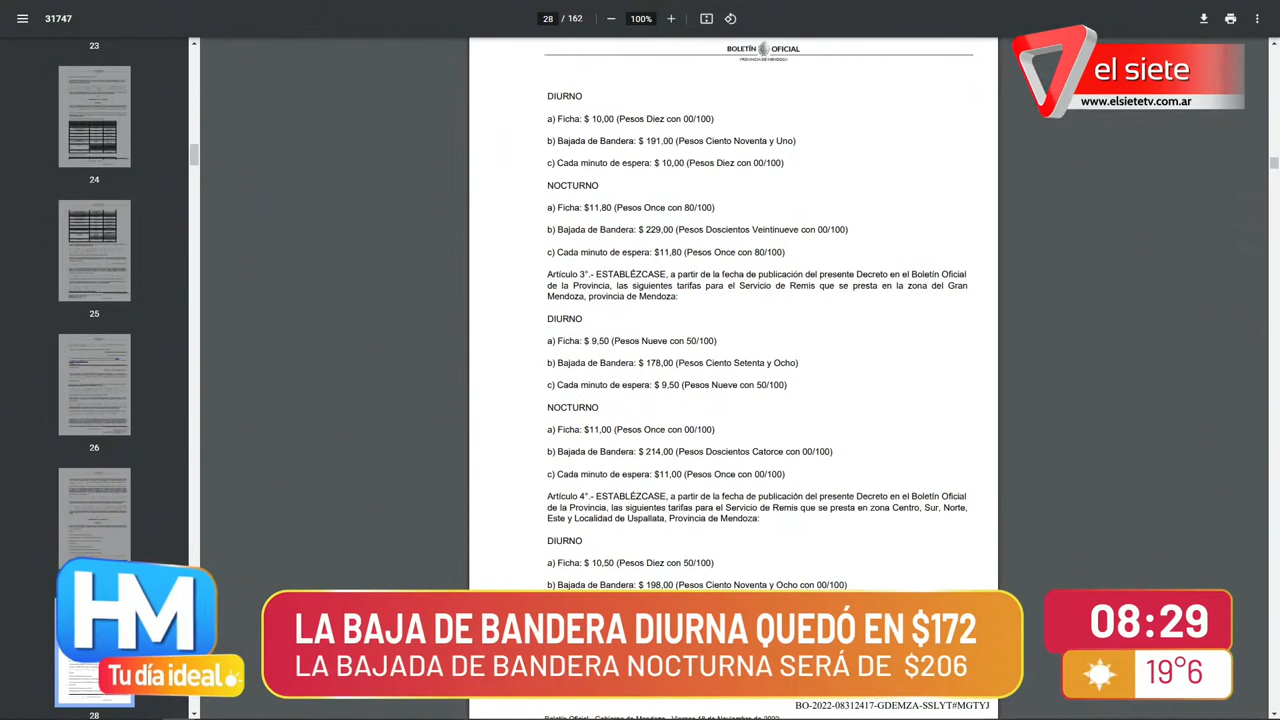 31747
28 / 162
100%
23
24
25
26
28
BOLETÍN OFICIAL
PROVINCIA DE MENDOZA
DIURNO
a) Ficha: $ 10,00 (Pesos Diez con 00/100)
b) Bajada de Bandera: $ 191,00 (Pesos Ciento Noventa y Uno)
c) Cada minuto de espera: $ 10,00 (Pesos Diez con 00/100)
NOCTURNO
a) Ficha: $11,80 (Pesos Once con 80/100)
b) Bajada de Bandera: $ 229,00 (Pesos Doscientos Veintinueve con 00/100)
c) Cada minuto de espera: $11,80 (Pesos Once con 80/100)
Artículo 3°.- ESTABLÉZCASE, a partir de la fecha de publicación del presente Decreto en el Boletín Oficial
de la Provincia, las siguientes tarifas para el Servicio de Remis que se presta en la zona del Gran
Mendoza, provincia de Mendoza:
DIURNO
a) Ficha: $ 9,50 (Pesos Nueve con 50/100)
b) Bajada de Bandera: $ 178,00 (Pesos Ciento Setenta y Ocho)
c) Cada minuto de espera: $ 9,50 (Pesos Nueve con 50/100)
NOCTURNO
a) Ficha: $11,00 (Pesos Once con 00/100)
b) Bajada de Bandera: $ 214,00 (Pesos Doscientos Catorce con 00/100)
c) Cada minuto de espera: $11,00 (Pesos Once con 00/100)
Artículo 4°.- ESTABLÉZCASE, a partir de la fecha de publicación del presente Decreto en el Boletín Oficial
de la Provincia, las siguientes tarifas para el Servicio de Remis que se presta en zona Centro, Sur, Norte,
Este y Localidad de Uspallata, Provincia de Mendoza:
DIURNO
a) Ficha: $ 10,50 (Pesos Diez con 50/100)
b) Bajada de Bandera: $ 198,00 (Pesos Ciento Noventa y Ocho con 00/100)
BO-2022-08312417-GDEMZA-SSLYT#MGTYJ
Boletín Oficial - Gobierno de Mendoza - Viernes 18 de Noviembre de 2022
el siete
www.elsietetv.com.ar
HM
Tu día ideal.
LA BAJA DE BANDERA DIURNA QUEDÓ EN $172
LA BAJADA DE BANDERA NOCTURNA SERÁ DE $206
08:29
19°6